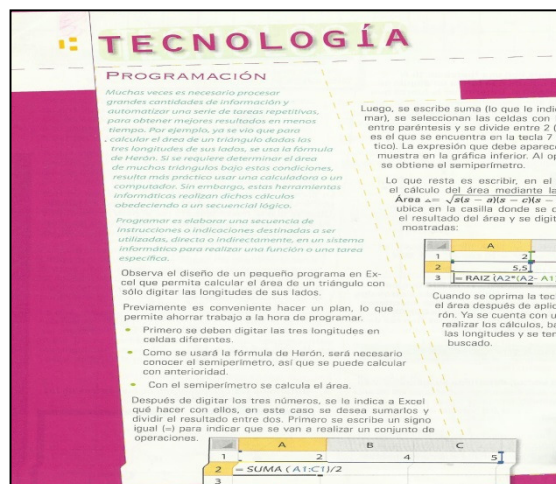 TECNOLOGÍA
PROGRAMACIÓN
Muchas veces es necesario procesar
grandes cantidades de información y
automatizar una serie de tareas repetitivas,
para obtener mejores resultados en menos
tiempo. Por ejemplo, ya se vio que para
calcular el área de un triángulo dadas las
tres longitudes de sus lados, se usa la fórmula
de Herón. Si se requiere determinar el área
de muchos triángulos bajo estas condiciones,
resulta más práctico usar una calculadora o un
computador. Sin embargo, estas herramientas
informáticas realizan dichos cálculos
obedeciendo a un secuencial lógico.
Programar es elaborar una secuencia de
instrucciones o indicaciones destinadas a ser
utilizadas, directa o indirectamente, en un sistema
informático para realizar una función o una tarea
específica.
Observa el diseño de un pequeño programa en Ex-
cel que permita calcular el área de un triángulo con
sólo digitar las longitudes de sus lados.
Previamente es conveniente hacer un plan, lo que
permite ahorrar trabajo a la hora de programar.
• Primero se deben digitar las tres longitudes en
celdas diferentes.
• Como se usará la fórmula de Herón, será necesario
conocer el semiperímetro, así que se puede calcular
con anterioridad.
• Con el semiperímetro se calcula el área.
Después de digitar los tres números, se le indica a Excel
qué hacer con ellos, en este caso se desea sumarlos y
dividir el resultado entre dos. Primero se escribe un signo
igual (=) para indicar que se van a realizar un conjunto de
operaciones.
A B C
2 4 5
2 = SUMA ( A1:C1)/2
3
Luego, se escribe suma (lo que le indic
mar), se seleccionan las celdas con
entre paréntesis y se divide entre 2 (
es el que se encuentra en la tecla 7
tico). La expresión que debe aparec
muestra en la gráfica inferior. Al op
se obtiene el semiperímetro.
Lo que resta es escribir, en el
el cálculo del área mediante la
Área = √s(s − a)(s − c)(s −
ubica en la casilla donde se c
el resultado del área y se digit
mostradas:
A
1 2
2 5,5
3 = RAIZ (A2*(A2- A1)
Cuando se oprima la tec
el área después de aplic
rón. Ya se cuenta con u
realizar los cálculos, ba
las longitudes y se ten
buscado.